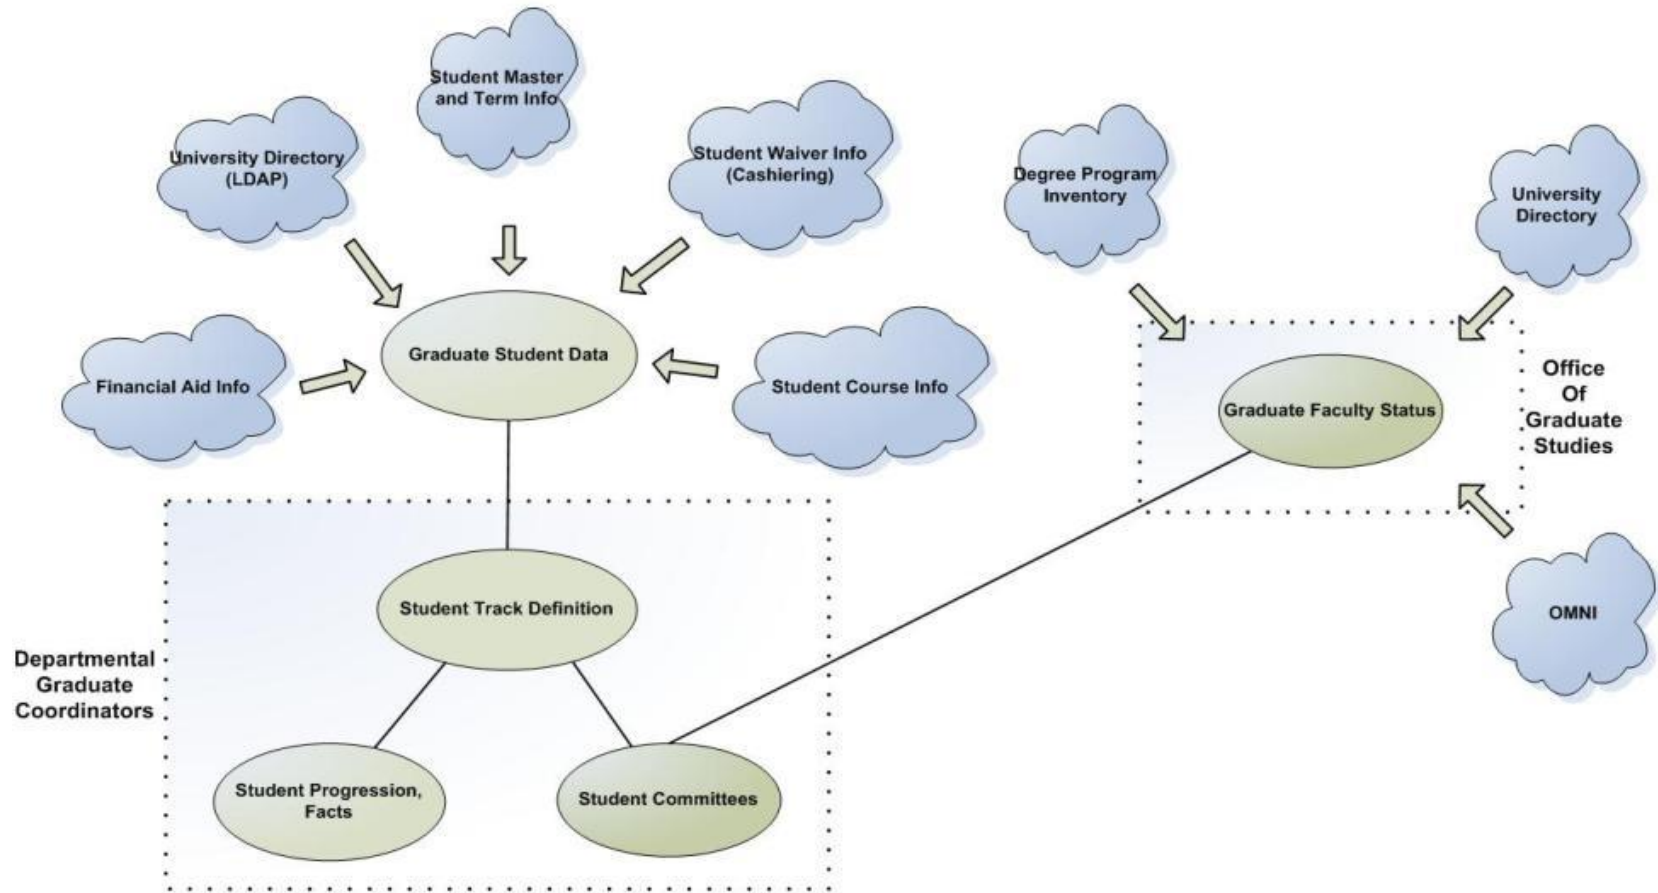 Student Master
and Term Info
University Directory
(LDAP)
Student Waiver Info
(Cashiering)
Degree Program
Inventory
University
Directory
Financial Aid Info
Graduate Student Data
Student Course Info
Graduate Faculty Status
Office
Of
Graduate
Studies
Student Track Definition
OMNI
Departmental
Graduate
Coordinators
Student Progression,
Facts
Student Committees